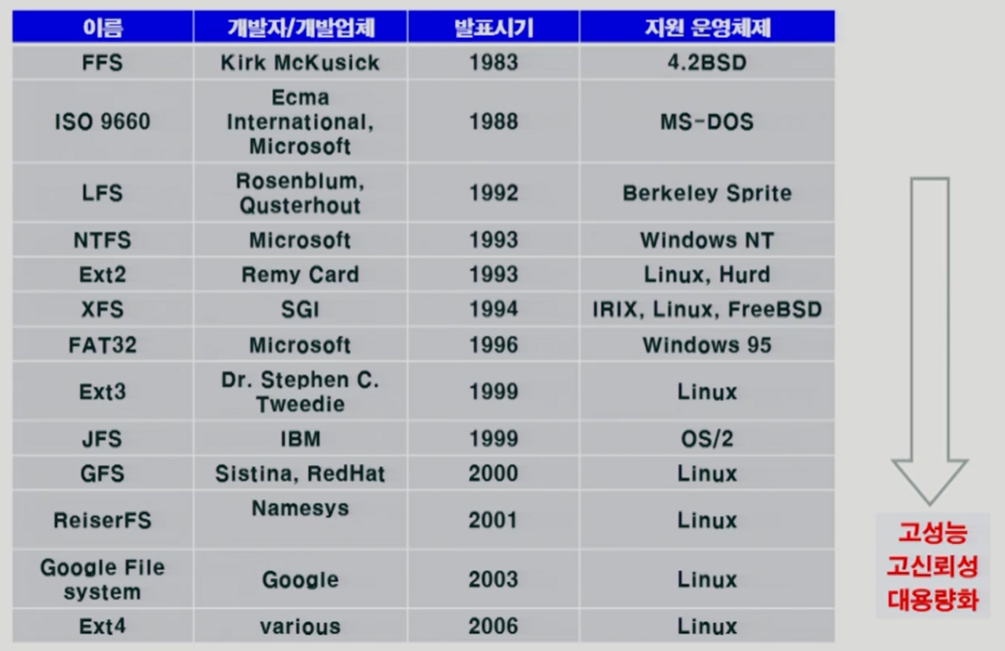 이름 개발자/개발업체 발표시기 지원 운영체제
FFS Kirk McKusick 1983 4.2BSD
ISO 9660 Ecma
International,
Microsoft 1988 MS-DOS
LFS Rosenblum,
Qusterhout 1992 Berkeley Sprite
NTFS Microsoft 1993 Windows NT
Ext2 Remy Card 1993 Linux, Hurd
XFS SGI 1994 IRIX, Linux, FreeBSD
FAT32 Microsoft 1996 Windows 95
Ext3 Dr. Stephen C.
Tweedie 1999 Linux
JFS IBM 1999 OS/2
GFS Sistina, RedHat 2000 Linux
ReiserFS Namesys 2001 Linux
Google File
system Google 2003 Linux
Ext4 various 2006 Linux
고성능
고신뢰성
대용량화